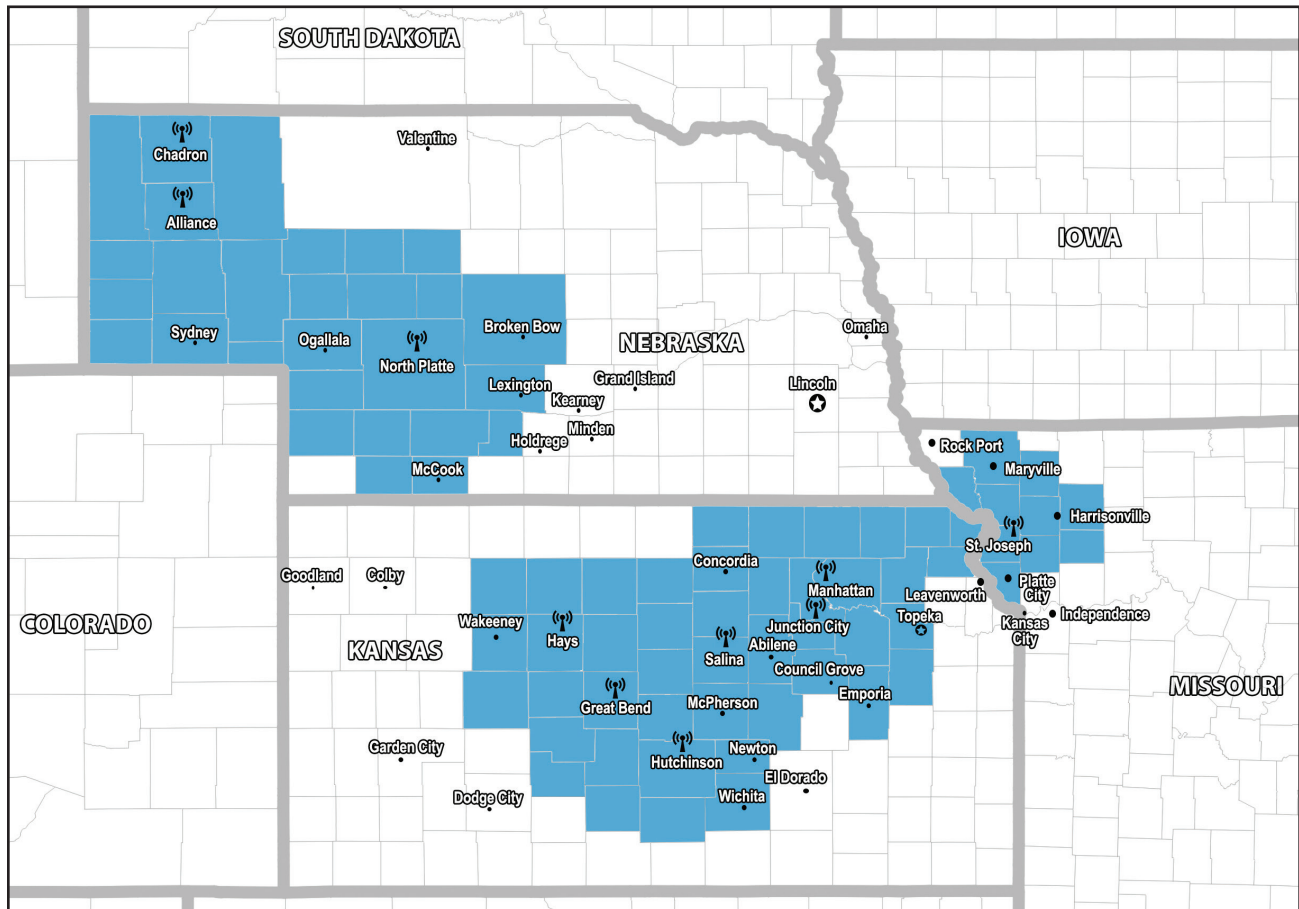 SOUTH DAKOTA
Chadron
Valentine
Alliance
IOWA
Sydney
Ogallala
North Platte
Broken Bow
NEBRASKA
Omaha
Lexington
Grand Island
Lincoln
Kearney
Minden
Holdrege
McCook
Rock Port
Maryville
Harrisonville
St. Joseph
Concordia
Manhattan
Goodland
Colby
Leavenworth
Platte
City
COLORADO
Wakeeney
Hays
KANSAS
Junction City
Topeka
Kansas
City
Independence
Salina
Abilene
Council Grove
MISSOURI
Great Bend
McPherson
Emporia
Garden City
Hutchinson
Newton
El Dorado
Dodge City
Wichita